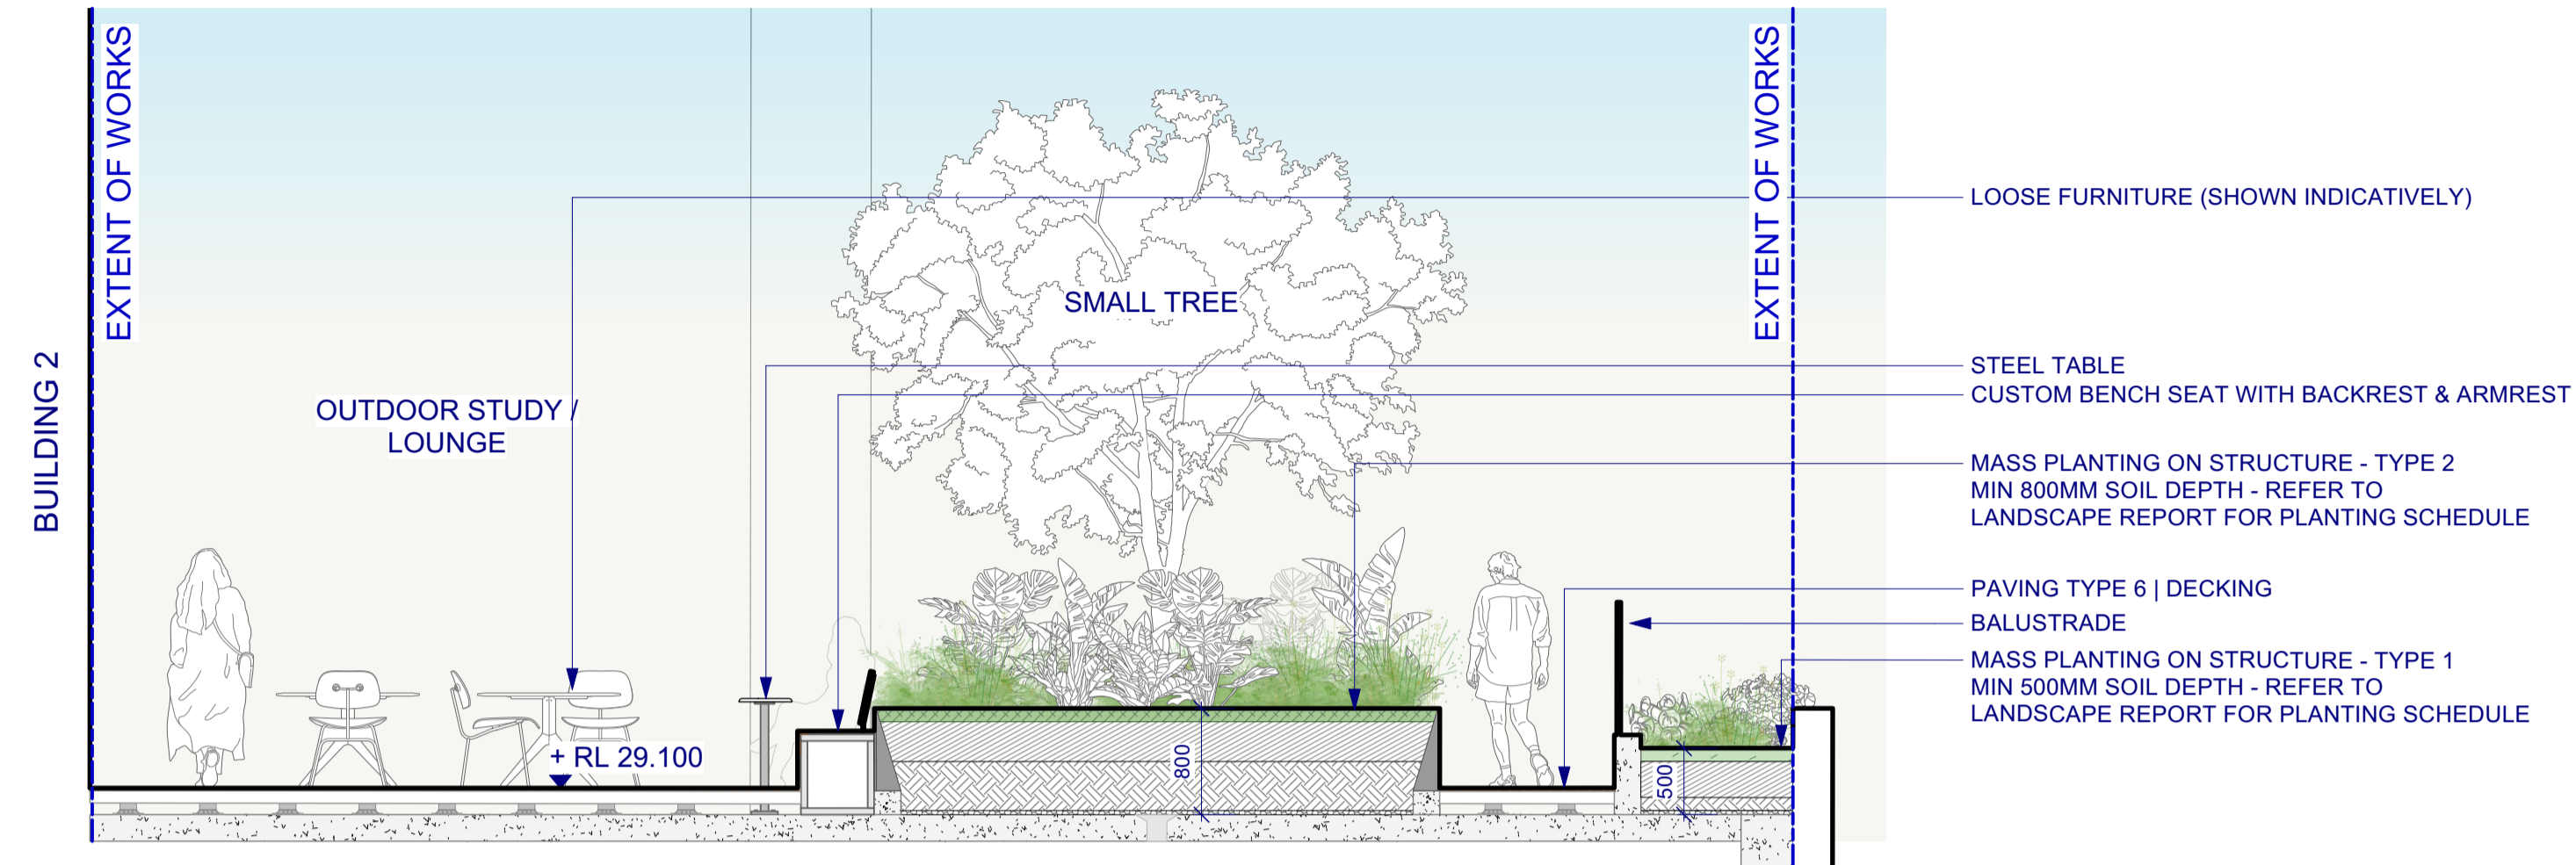 EXTENT OF WORKS
EXTENT OF WORKS
BUILDING 2
OUTDOOR STUDY /
LOUNGE
SMALL TREE
+ RL 29.100
800
500
LOOSE FURNITURE (SHOWN INDICATIVELY)
STEEL TABLE
CUSTOM BENCH SEAT WITH BACKREST & ARMREST
MASS PLANTING ON STRUCTURE - TYPE 2
MIN 800MM SOIL DEPTH - REFER TO
LANDSCAPE REPORT FOR PLANTING SCHEDULE
PAVING TYPE 6 | DECKING
BALUSTRADE
MASS PLANTING ON STRUCTURE - TYPE 1
MIN 500MM SOIL DEPTH - REFER TO
LANDSCAPE REPORT FOR PLANTING SCHEDULE